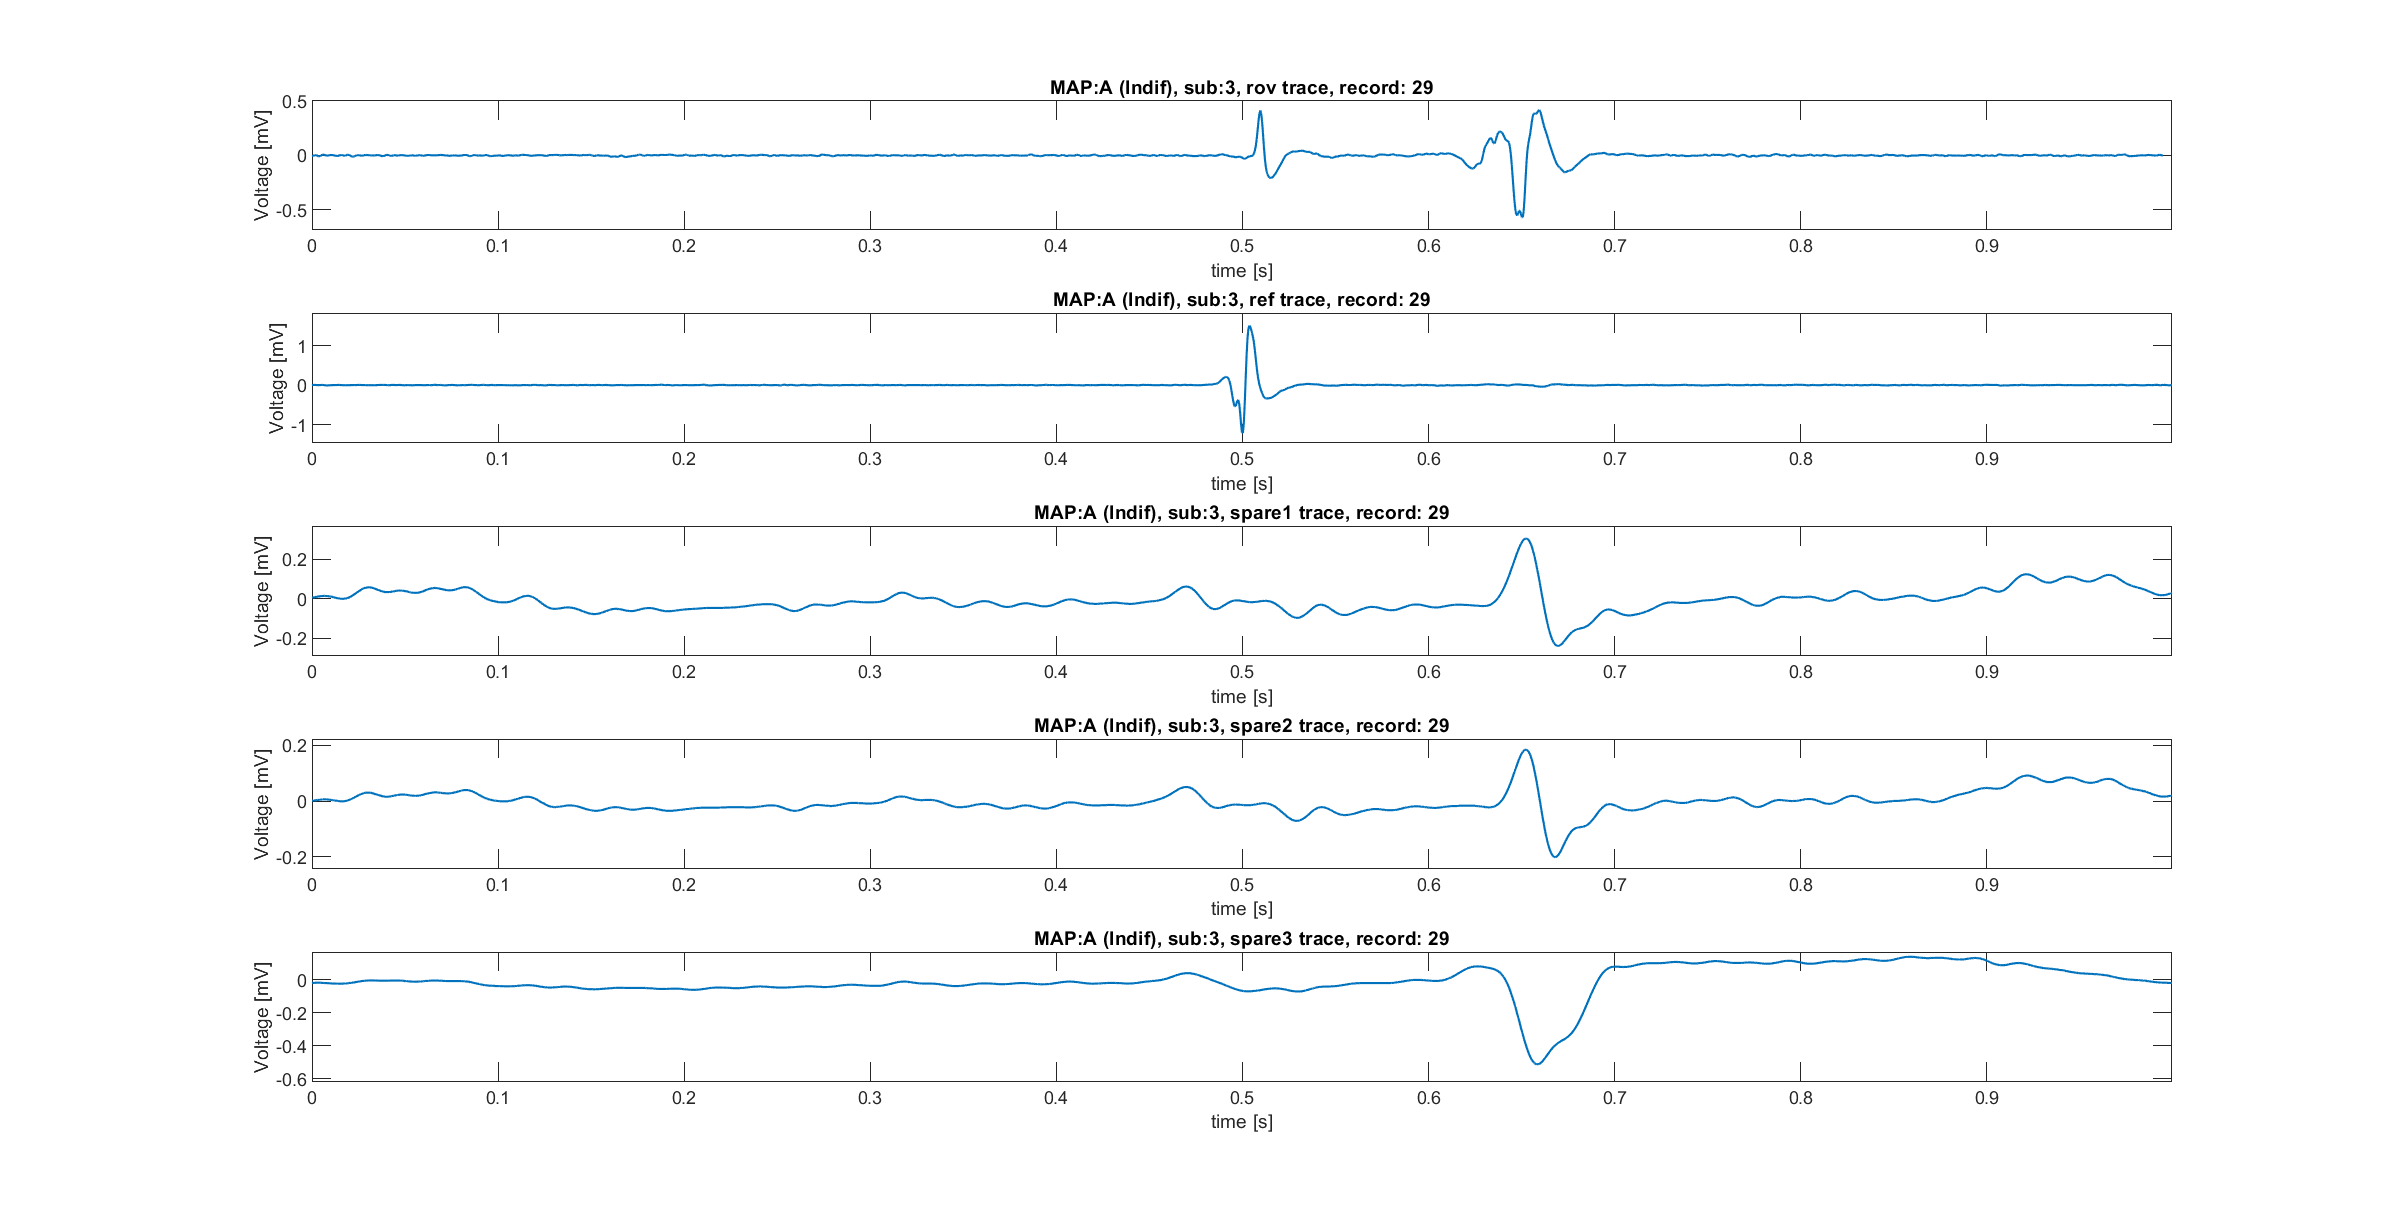 MAP:A (Indif), sub:3, rov trace, record: 29
Voltage [mV]
0.5
0
-0.5
0 0.1 0.2 0.3 0.4 0.5 0.6 0.7 0.8 0.9
time [s]
MAP:A (Indif), sub:3, ref trace, record: 29
Voltage [mV]
1
0
-1
0 0.1 0.2 0.3 0.4 0.5 0.6 0.7 0.8 0.9
time [s]
MAP:A (Indif), sub:3, spare1 trace, record: 29
Voltage [mV]
0.2
0
-0.2
0 0.1 0.2 0.3 0.4 0.5 0.6 0.7 0.8 0.9
time [s]
MAP:A (Indif), sub:3, spare2 trace, record: 29
Voltage [mV]
0.2
0
-0.2
0 0.1 0.2 0.3 0.4 0.5 0.6 0.7 0.8 0.9
time [s]
MAP:A (Indif), sub:3, spare3 trace, record: 29
Voltage [mV]
0
-0.2
-0.4
-0.6
0 0.1 0.2 0.3 0.4 0.5 0.6 0.7 0.8 0.9
time [s]